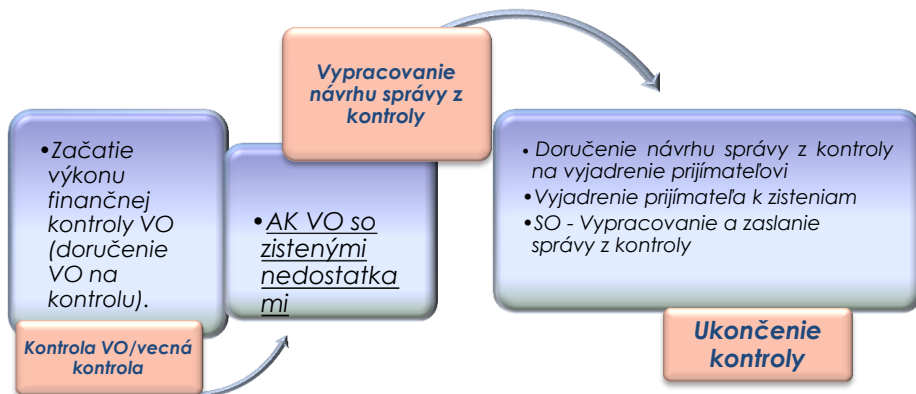 •Začatie
výkonu
finančnej
kontroly VO
(doručenie
VO na
kontrolu).
Kontrola VO/vecná
kontrola
•AK VO so
zistenými
nedostatka
mi
Vypracovanie
návrhu správy z
kontroly
• Doručenie návrhu správy z kontroly
na vyjadrenie prijímateľovi
•Vyjadrenie prijímateľa k zisteniam
•SO - Vypracovanie a zaslanie
správy z kontroly
Ukončenie
kontroly